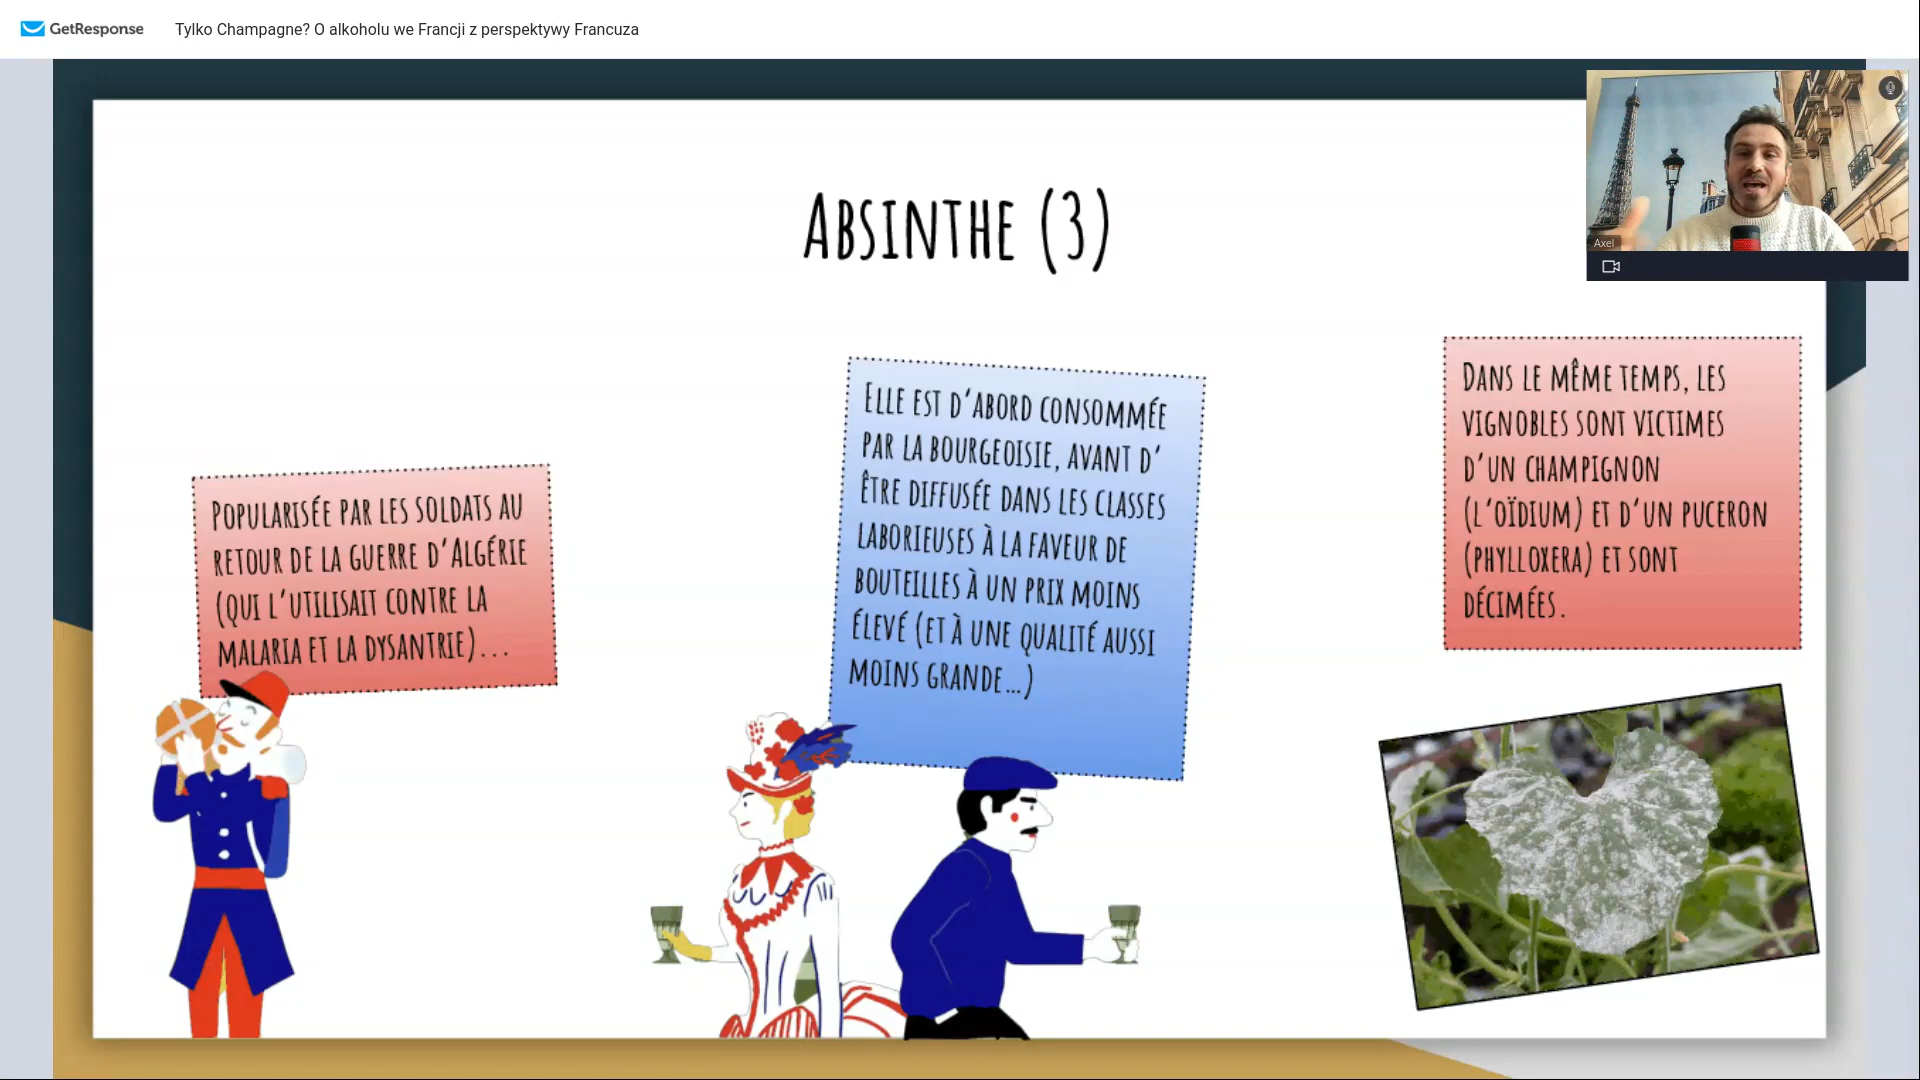 GetResponse
Tylko Champagne? O alkoholu we Francji z perspektywy Francuza
Axel
Absinthe (3)
Popularisée par les soldats au
retour de la guerre d'Algérie
(qui l'utilisait contre la
malaria et la dysantrie)...
Elle est d'abord consommée
par la bourgeoisie, avant d'
être diffusée dans les classes
laborieuses à la faveur de
bouteilles à un prix moins
élevé (et à une qualité aussi
moins grande…)
Dans le même temps, les
vignobles sont victimes
d'un champignon
(l'oïdium) et d'un puceron
(phylloxera) et sont
décimées.